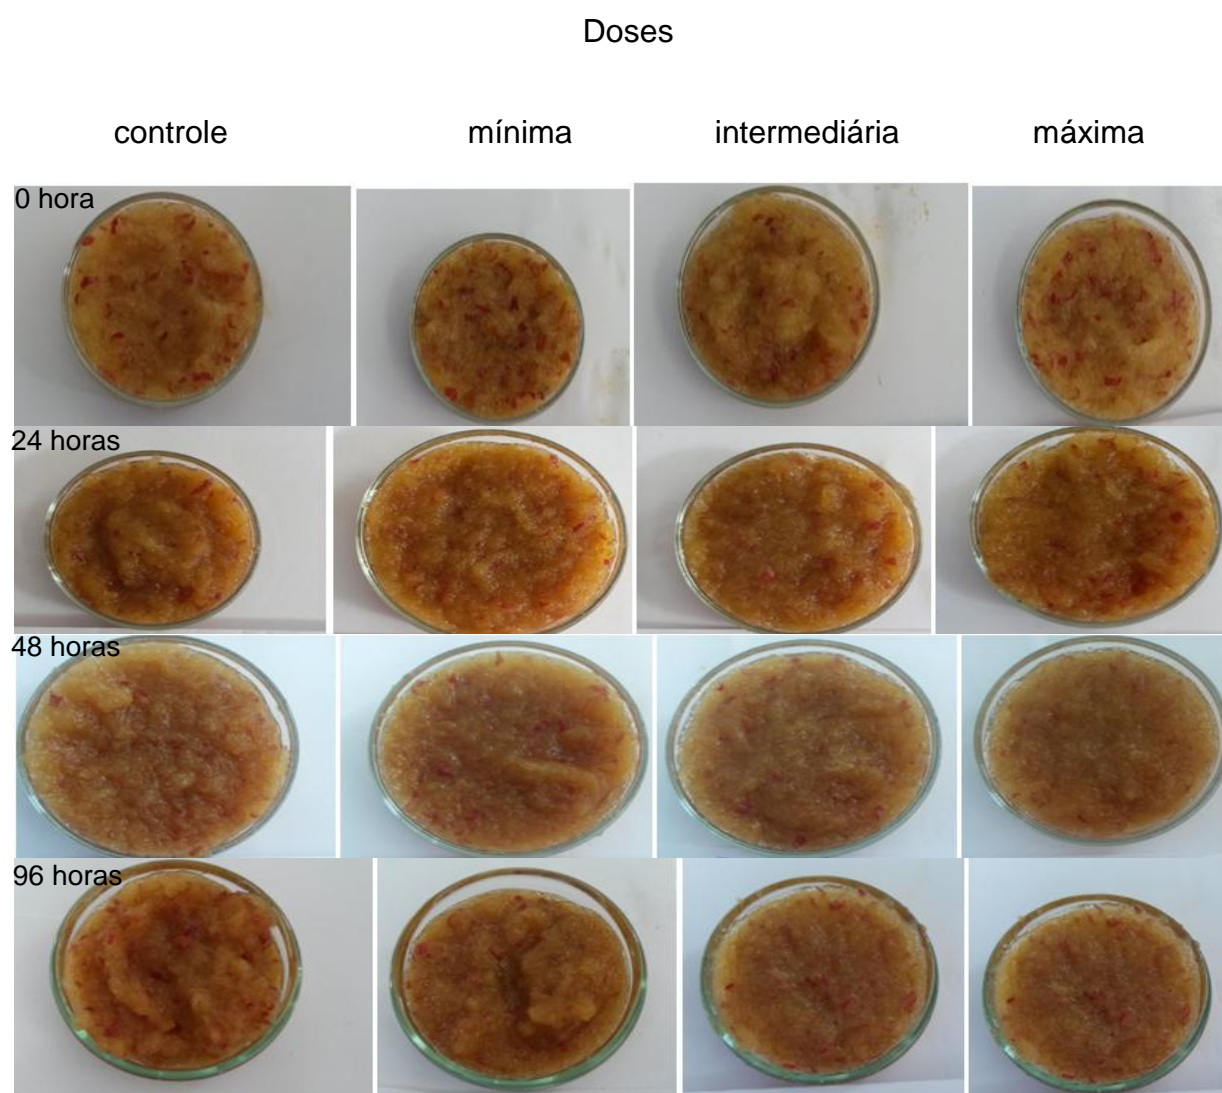 Doses
controle mínima intermediária máxima
0 hora
24 horas
48 horas
96 horas